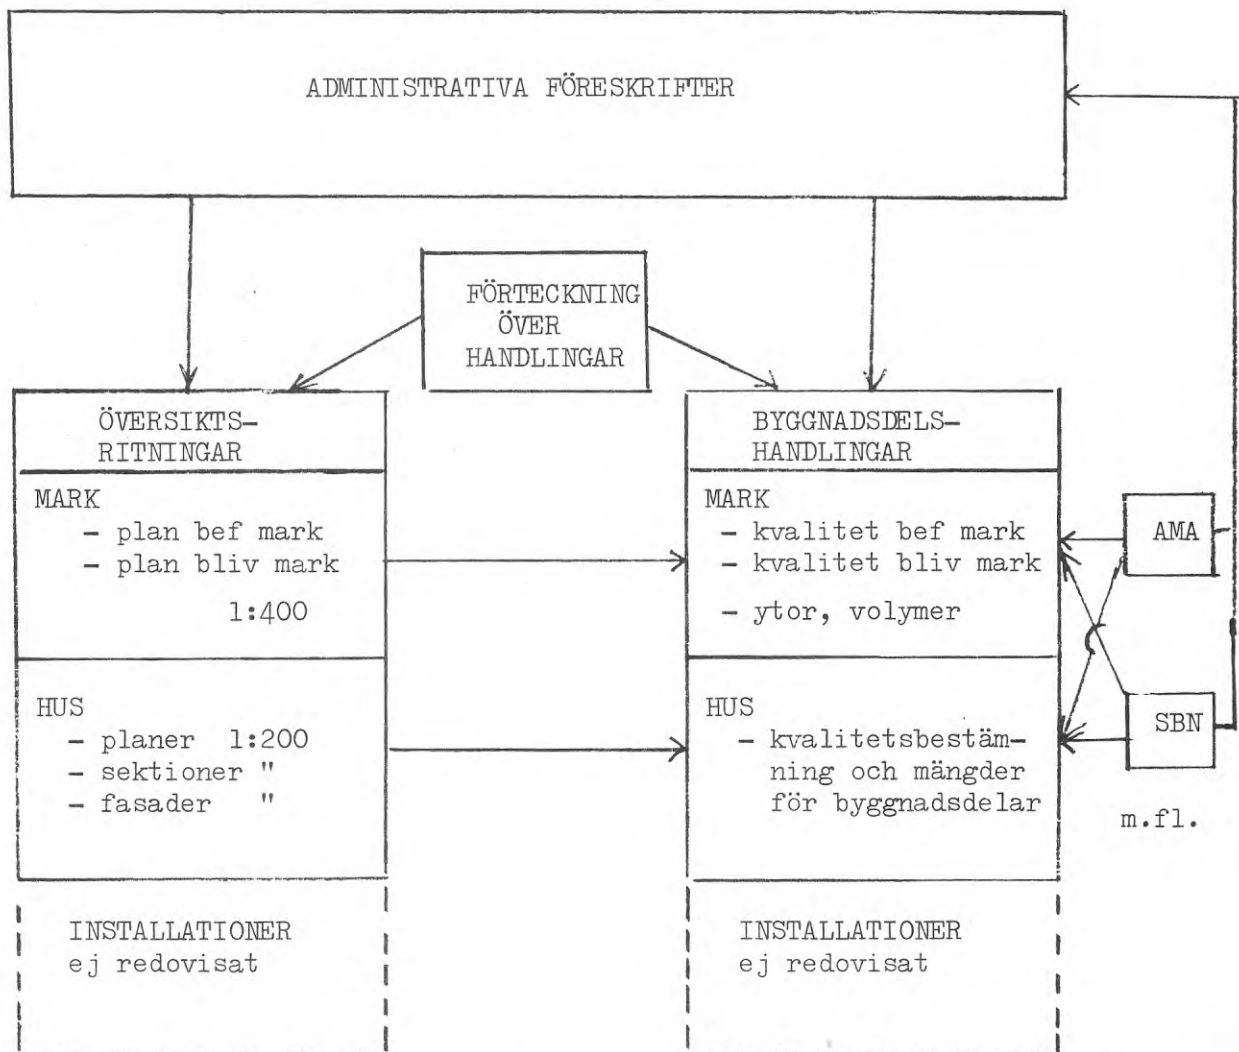 ADMINISTRATIVA FÖRESKRIFTER
FÖRTECKNING
ÖVER
HANDLINGAR
ÖVERSIKTS-
RITNINGAR
MARK
- plan bef mark
- plan bliv mark
1:400
HUS
- planer 1:200
- sektioner "
- fasader "
INSTALLATIONER
ej redovisat
BYGGNADSDELS-
HANDLINGAR
MARK
- kvalitet bef mark
- kvalitet bliv mark
- ytor, volymer
HUS
- kvalitetsbestäm-
ning och mängder
för byggnadsdelar
INSTALLATIONER
ej redovisat
AMA
SBN
m.fl.